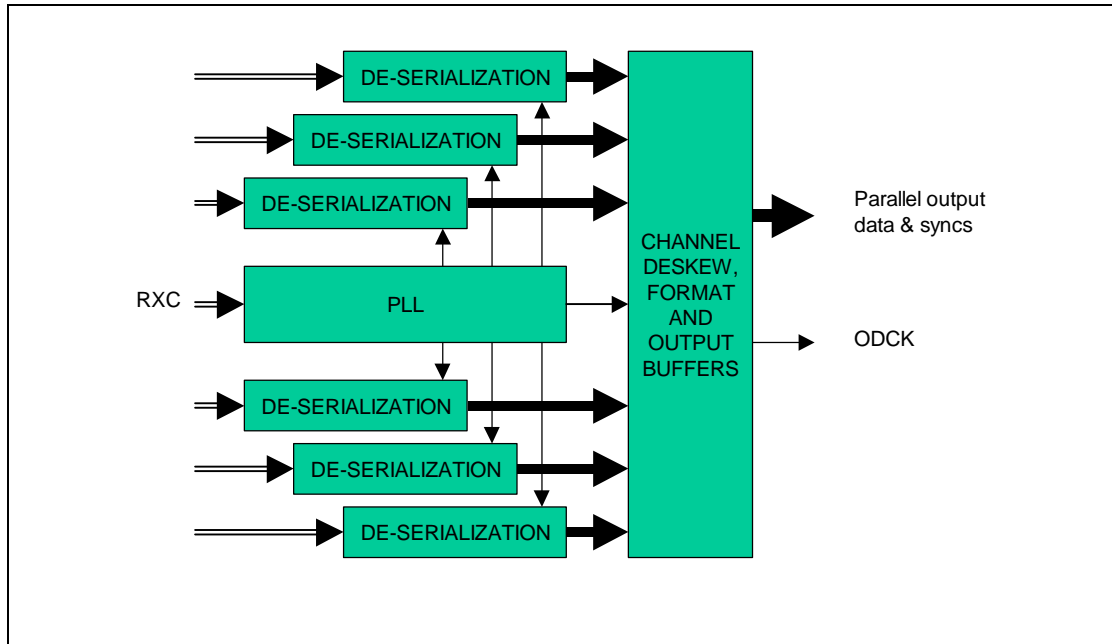 DE-SERIALIZATION
DE-SERIALIZATION
DE-SERIALIZATION
RXC
PLL
DE-SERIALIZATION
DE-SERIALIZATION
DE-SERIALIZATION
CHANNEL
DESKEW,
FORMAT
AND
OUTPUT
BUFFERS
Parallel output
data & syncs
ODCK